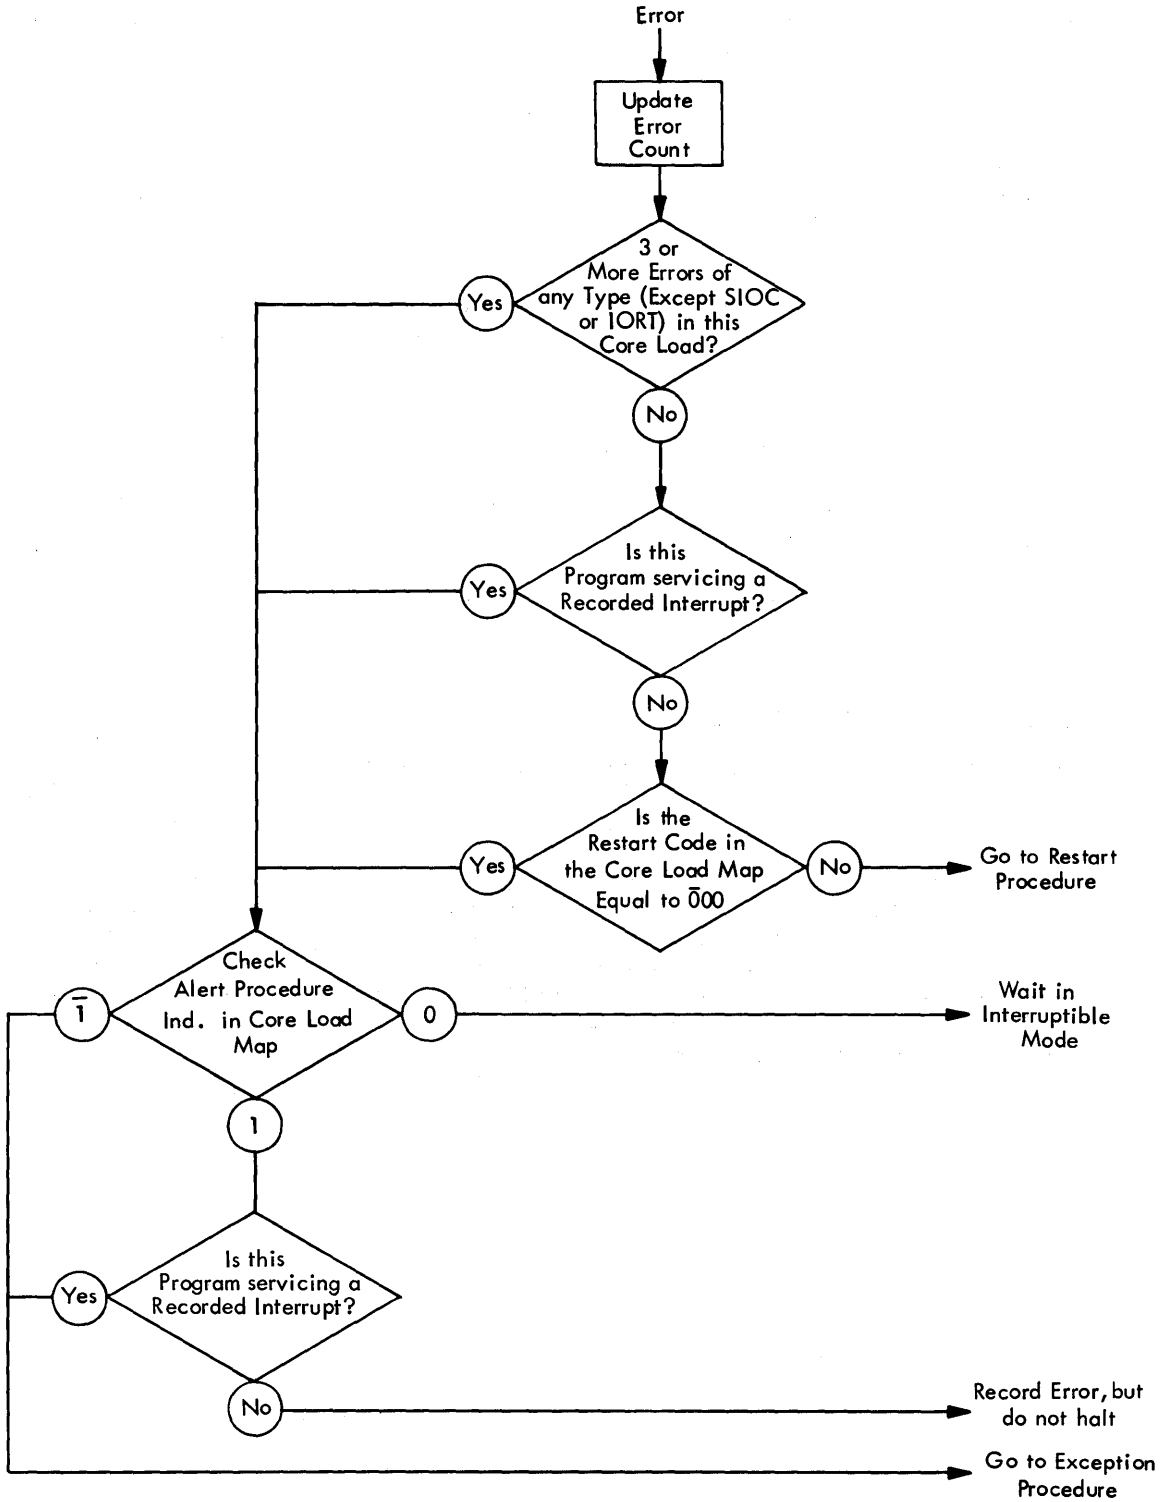 Error
Update
Error
Count
3 or
More Errors of
any Type (Except SIOC
or IORT) in this
Core Load?
Yes
No
Is this
Program servicing a
Recorded Interrupt?
Yes
No
Is the
Restart Code in
the Core Load Map
Equal to 0̅00
Yes
No
Go to Restart
Procedure
Check
Alert Procedure
Ind. in Core Load
Map
1̅
0
Wait in
Interruptible
Mode
1
Is this
Program servicing a
Recorded Interrupt?
Yes
No
Record Error, but
do not halt
Go to Exception
Procedure